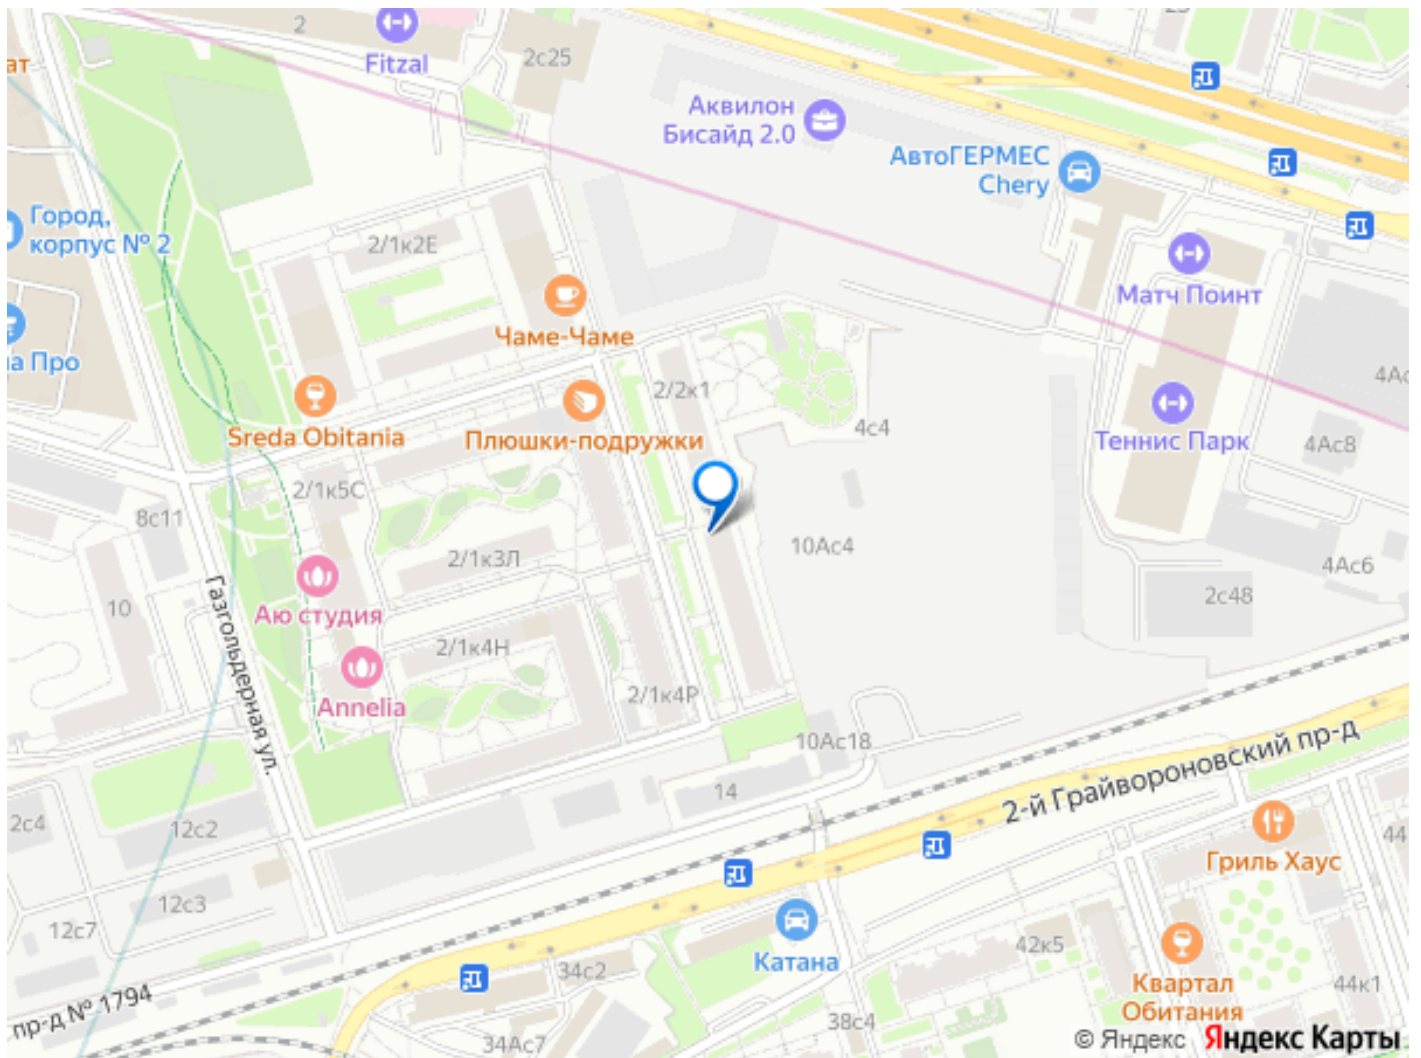 2
Fitzal
2с25
ат
Аквилон
Бисайд 2.0
АвтоГЕРМЕС
Chery
Город,
корпус № 2
2/1к2Е
Матч Поинт
Чаме-Чаме
а Про
2/2к1
4Ас
Sreda Obitania
Плюшки-подружки
4с4
Теннис Парк
4Ас8
2/1к5С
8с11
10Ас4
2/1к3Л
4Ас6
2с48
10
Аю студия
Газгольдерная ул.
2/1к4Н
2/1к4Р
Annelia
10Ас18
2-й Грайвороновский пр-д
14
2с4
12с2
44
Гриль Хаус
12с3
12с7
42к5
Катана
34с2
Квартал
Обитания
44к1
пр-д № 1794
38с4
34Ас7
© Яндекс Яндекс Карты